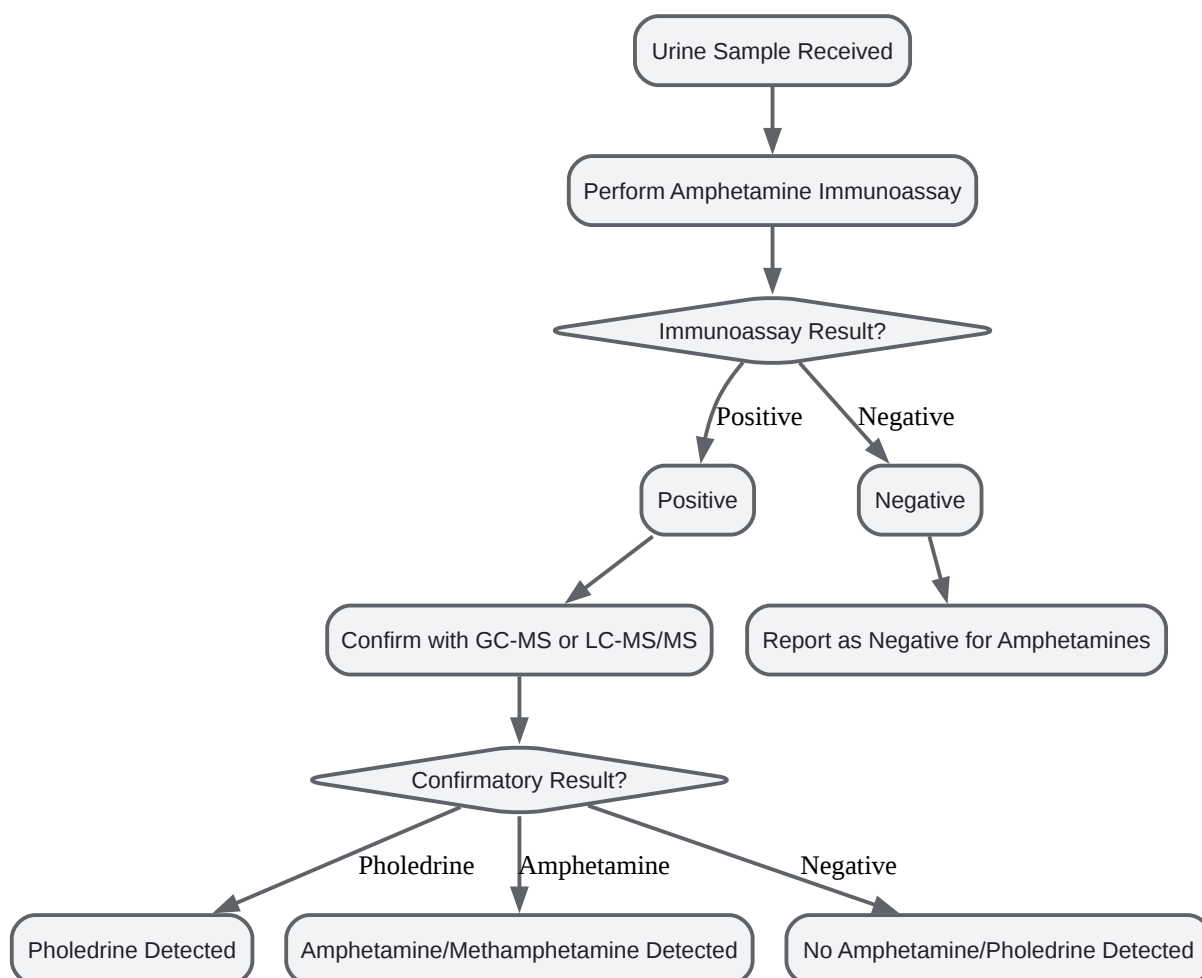 Urine Sample Received
Perform Amphetamine Immunoassay
Immunoassay Result?
Positive
Negative
Positive
Negative
Confirm with GC-MS or LC-MS/MS
Report as Negative for Amphetamines
Confirmatory Result?
Pholedrine
Amphetamine
Negative
Pholedrine Detected
Amphetamine/Methamphetamine Detected
No Amphetamine/Pholedrine Detected